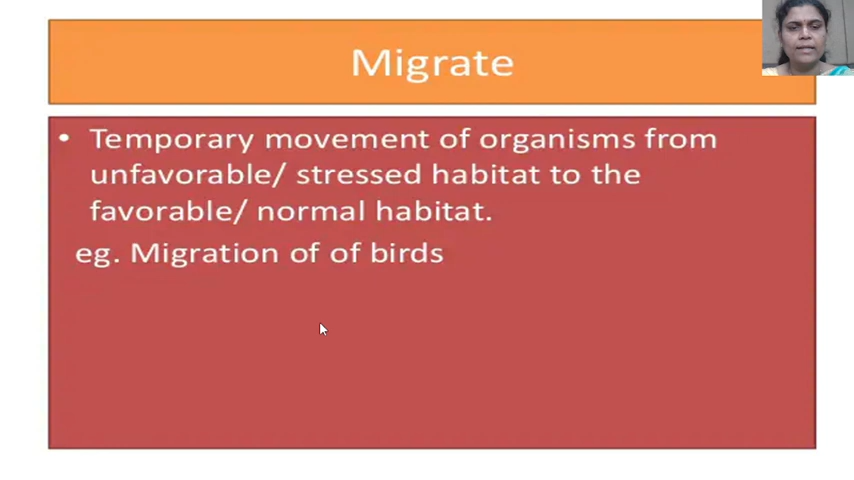 Migrate
• Temporary movement of organisms from
unfavorable/ stressed habitat to the
favorable/ normal habitat.
eg. Migration of of birds